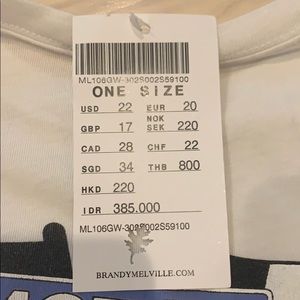 ML106GW-302S002S59100
ONE SIZE
USD 22 EUR 20
GBP 17 NOK SEK 220
CAD 28 CHF 22
SGD 34 THB 800
HKD 220
IDR 385.000
ML106GW-302S002S59100
BRANDYMELVILLE.COM